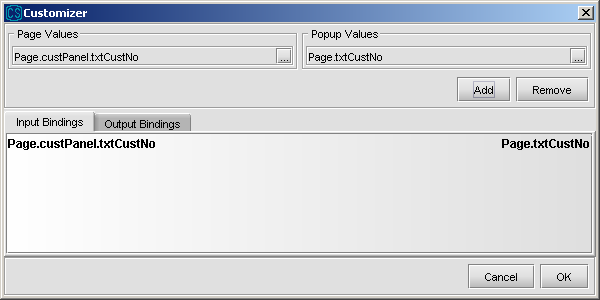 CS Customizer
Page Values
Popup Values
Page.custPanel.txtCustNo ...
Page.txtCustNo ...
Add Remove
Input Bindings Output Bindings
Page.custPanel.txtCustNo Page.txtCustNo
Cancel OK